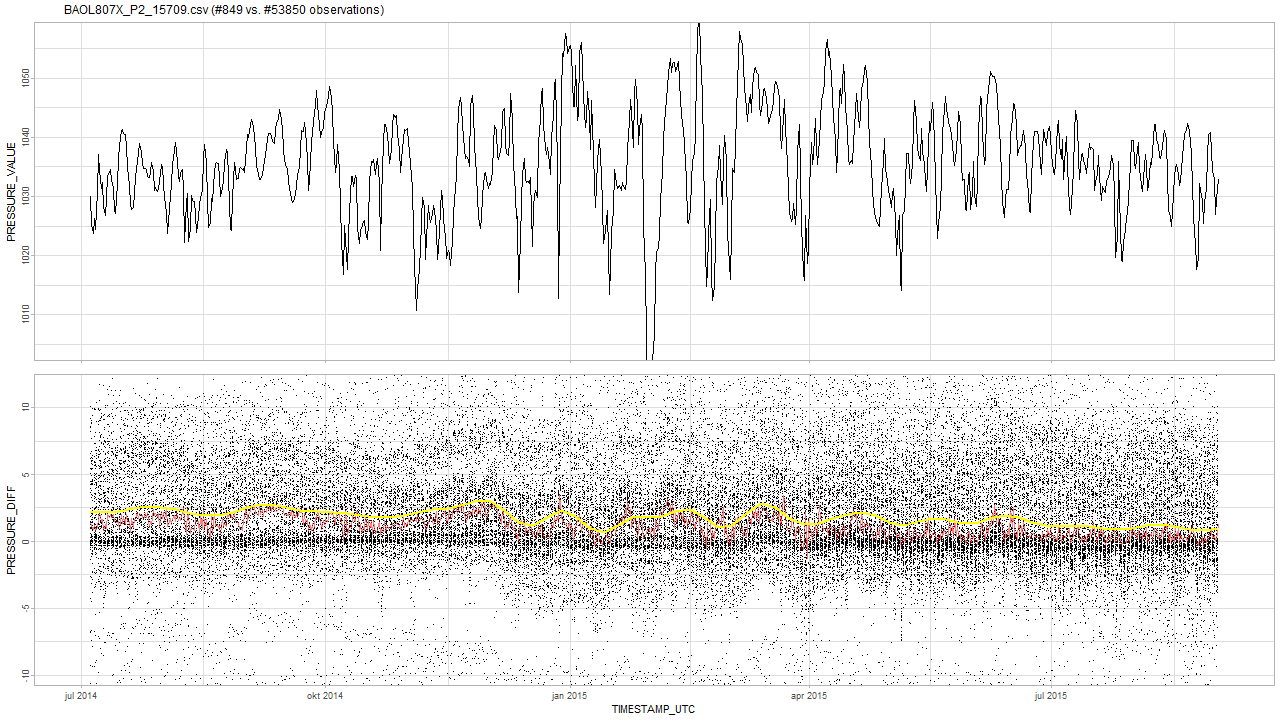 BAOL807X_P2_15709.csv (#849 vs. #53850 observations)
PRESSURE_VALUE
1050
1040
1030
1020
1010
PRESSURE_DIFF
10
5
0
-5
-10
jul 2014 okt 2014 jan 2015 apr 2015 jul 2015
TIMESTAMP_UTC